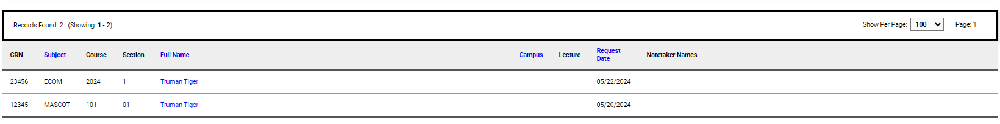 Records Found: 2 (Showing: 1 - 2) Show Per Page: 100 Page: 1
CRN Subject Course Section Full Name Campus Lecture Request Date Notetaker Names
23456 ECOM 2024 1 Truman Tiger 05/22/2024
12345 MASCOT 101 01 Truman Tiger 05/20/2024